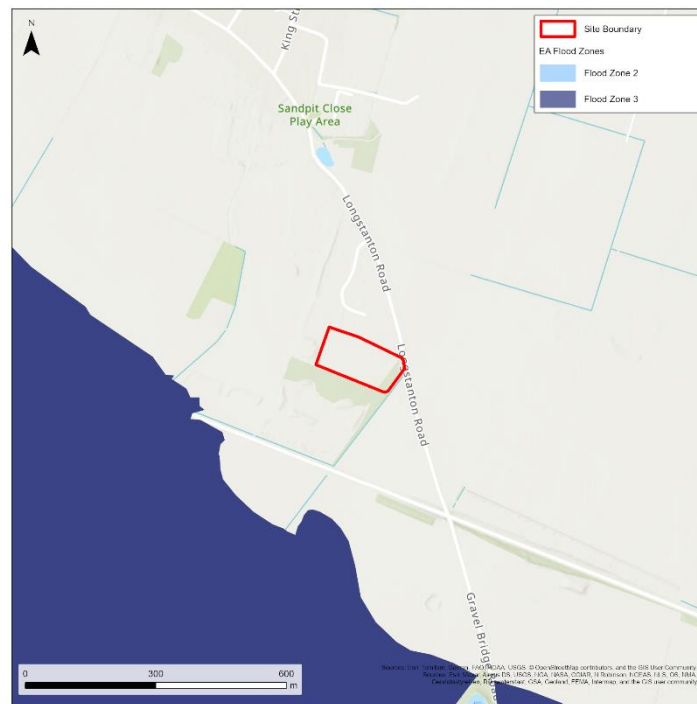 N
King St
Site Boundary
EA Flood Zones
Flood Zone 2
Flood Zone 3
Sandpit Close
Play Area
Longstanton Road
Longstanton Road
Gravel Bridge Road
0 300 600
m